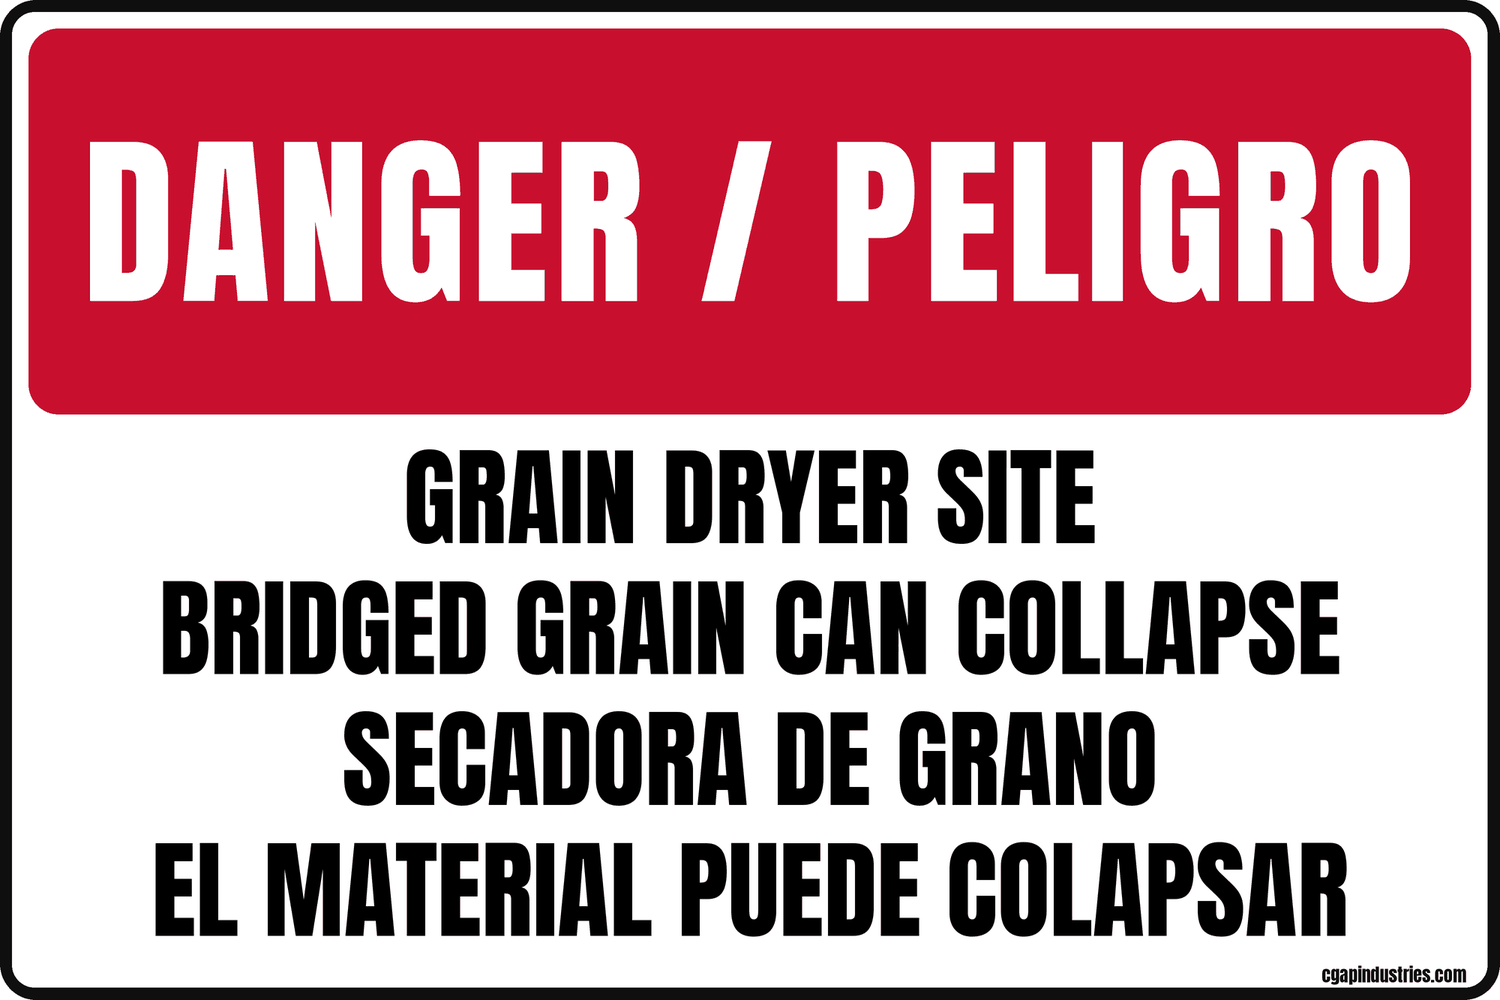 DANGER / PELIGRO
GRAIN DRYER SITE
BRIDGED GRAIN CAN COLLAPSE
SECADORA DE GRANO
EL MATERIAL PUEDE COLAPSAR
cgapindustries.com